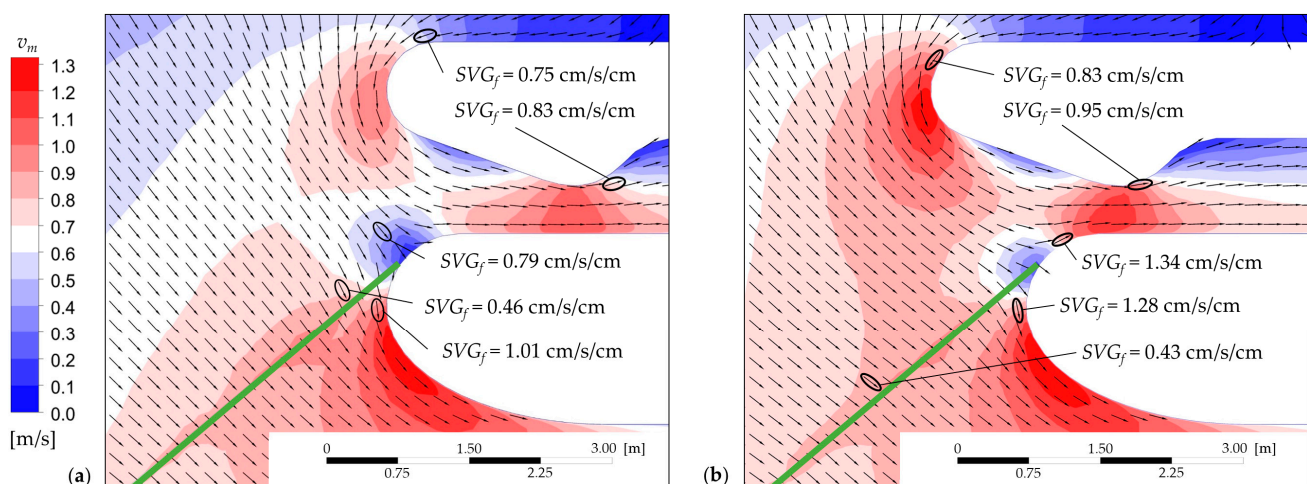 v_m
1.3
1.2
1.1
1.0
0.9
0.8
0.7
0.6
0.5
0.4
0.3
0.2
0.1
0.0
[m/s]
SVG_f = 0.75 cm/s/cm
SVG_f = 0.83 cm/s/cm
SVG_f = 0.79 cm/s/cm
SVG_f = 0.46 cm/s/cm
SVG_f = 1.01 cm/s/cm
0 1.50 3.00 [m]
0.75 2.25
(a)
SVG_f = 0.83 cm/s/cm
SVG_f = 0.95 cm/s/cm
SVG_f = 1.34 cm/s/cm
SVG_f = 1.28 cm/s/cm
SVG_f = 0.43 cm/s/cm
0 1.50 3.00 [m]
0.75 2.25
(b)